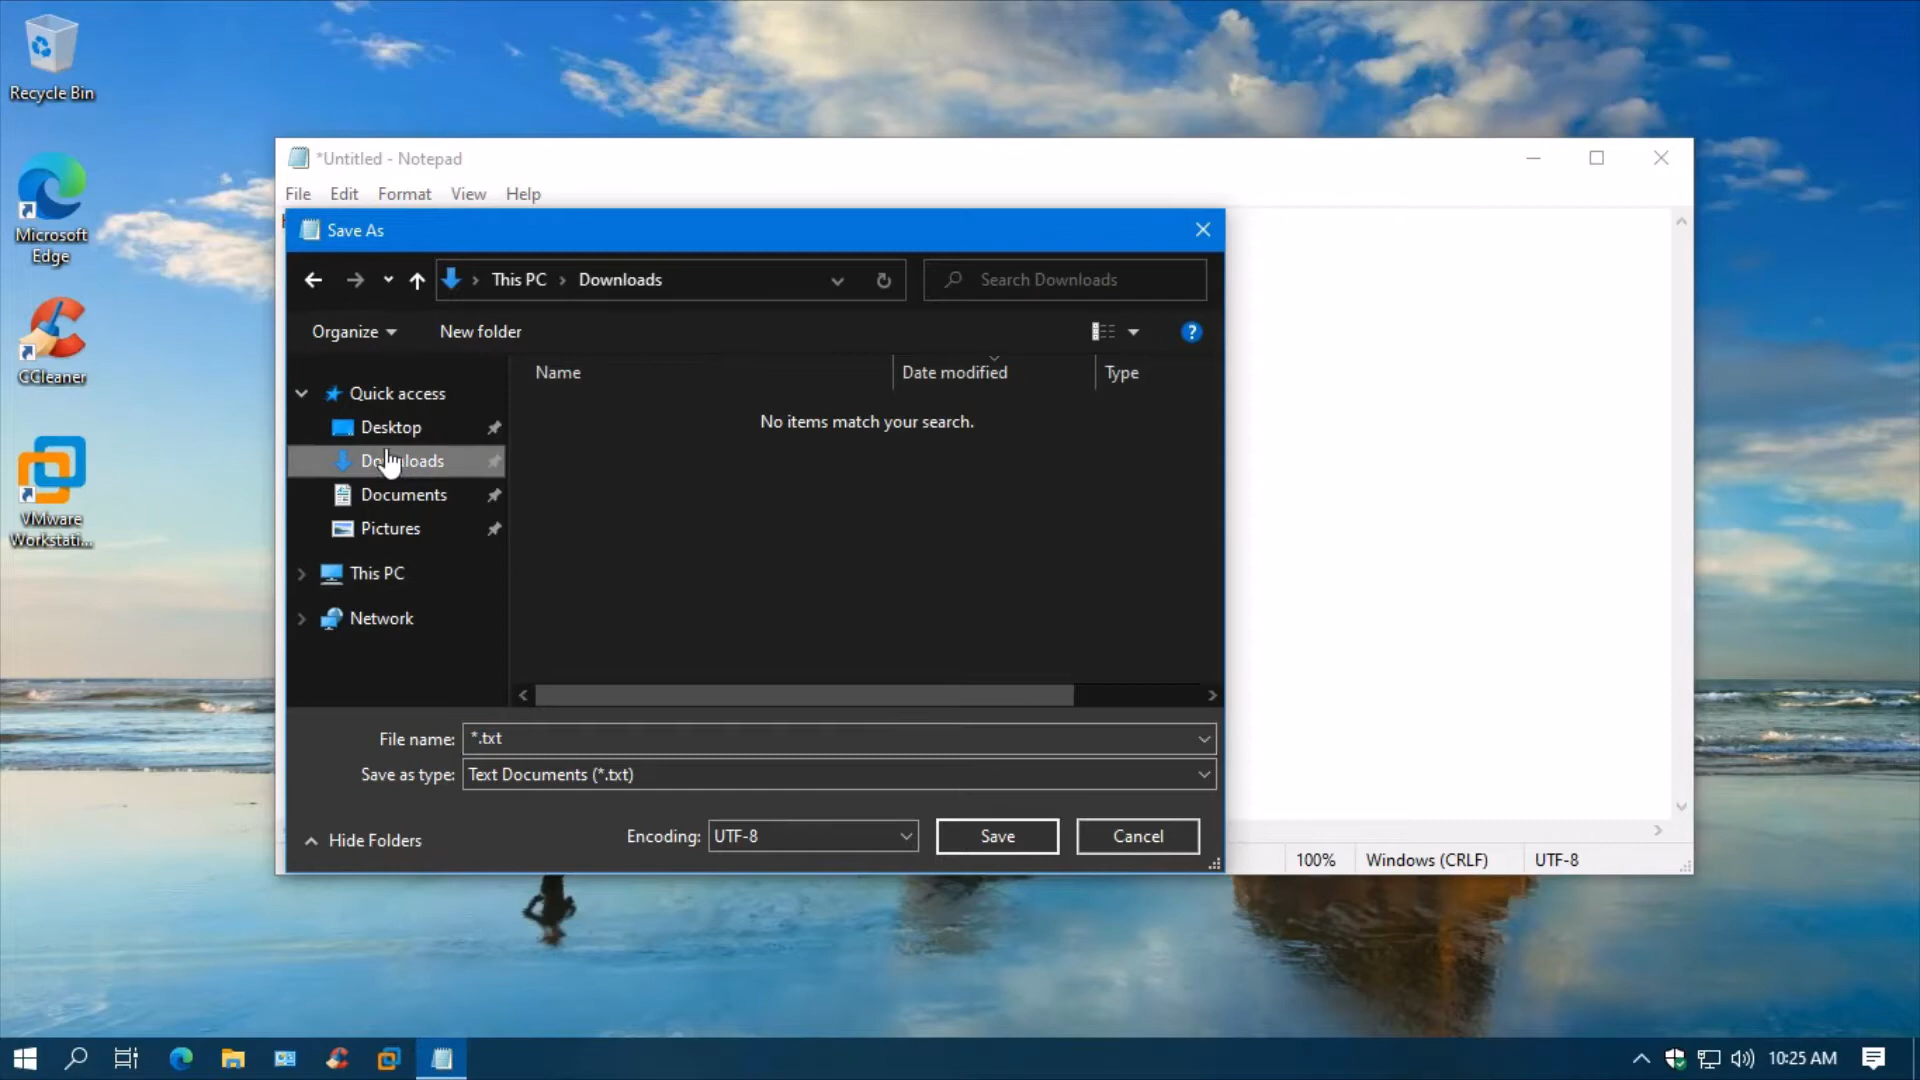 Recycle Bin
Microsoft
Edge
CCleaner
VMware
Workstati...
*Untitled - Notepad
File Edit Format View Help
Save As
This PC > Downloads
Search Downloads
Organize New folder
?
Name Date modified Type
No items match your search.
Quick access
Desktop
Documents
Pictures
This PC
Network
File name: *.txt
Save as type: Text Documents (*.txt)
Hide Folders
Encoding: UTF-8
Save Cancel
100% Windows (CRLF) UTF-8
10:25 AM